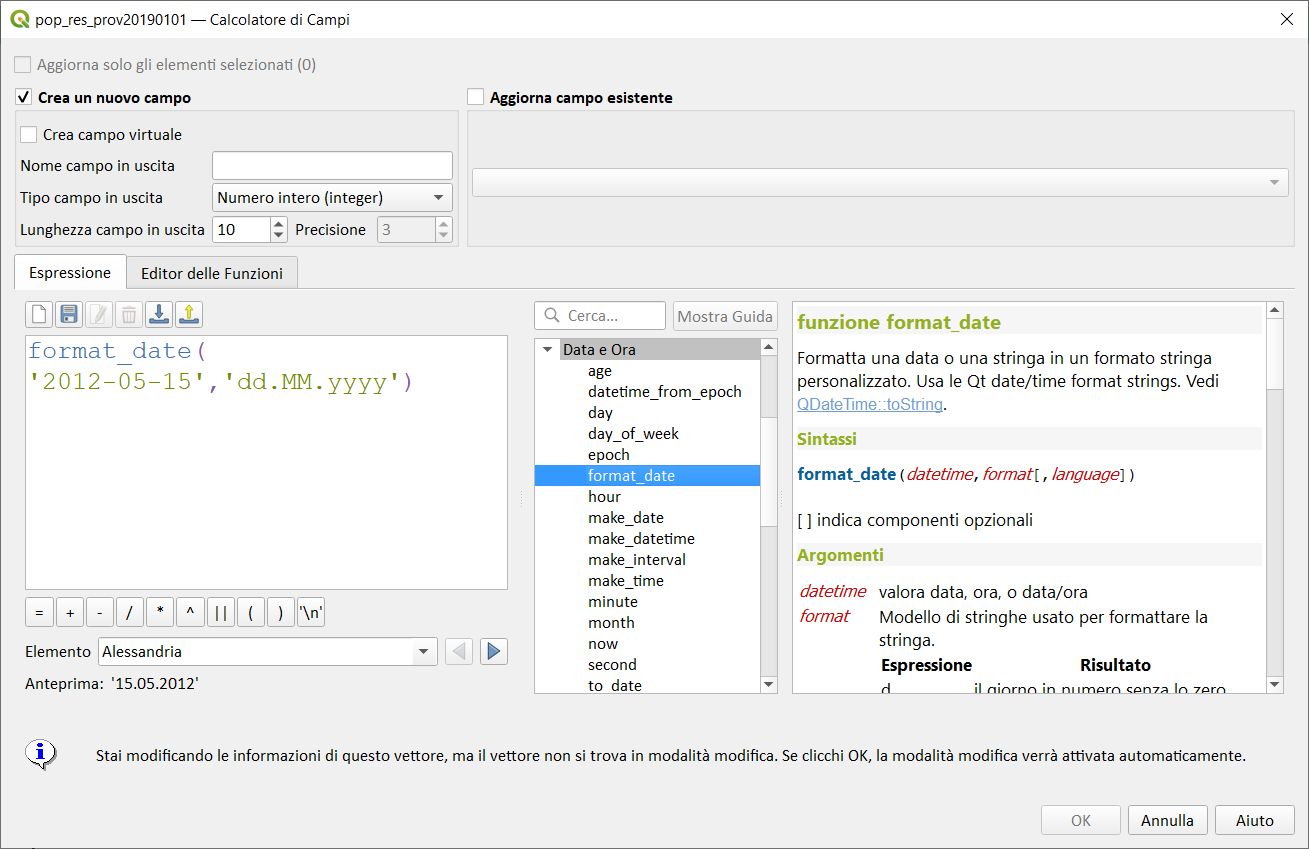 pop_res_prov20190101 — Calcolatore di Campi
Aggiorna solo gli elementi selezionati (0)
Crea un nuovo campo
Aggiorna campo esistente
Crea campo virtuale
Nome campo in uscita
Tipo campo in uscita Numero intero (integer)
Lunghezza campo in uscita 10 Precisione 3
Espressione Editor delle Funzioni
format_date(
'2012-05-15','dd.MM.yyyy')
= + - / * ^ || ( ) '\n'
Elemento Alessandria
Anteprima: '15.05.2012'
Cerca... Mostra Guida
Data e Ora
age
datetime_from_epoch
day
day_of_week
epoch
format_date
hour
make_date
make_datetime
make_interval
make_time
minute
month
now
second
to_date
funzione format_date
Formatta una data o una stringa in un formato stringa
personalizzato. Usa le Qt date/time format strings. Vedi
QDateTime::toString.
Sintassi
format_date(datetime,format[,language])
[ ] indica componenti opzionali
Argomenti
datetime valora data, ora, o data/ora
format Modello di stringhe usato per formattare la
stringa.
Espressione Risultato
d il giorno in numero senza lo zero
Stai modificando le informazioni di questo vettore, ma il vettore non si trova in modalità modifica. Se clicchi OK, la modalità modifica verrà attivata automaticamente.
OK Annulla Aiuto